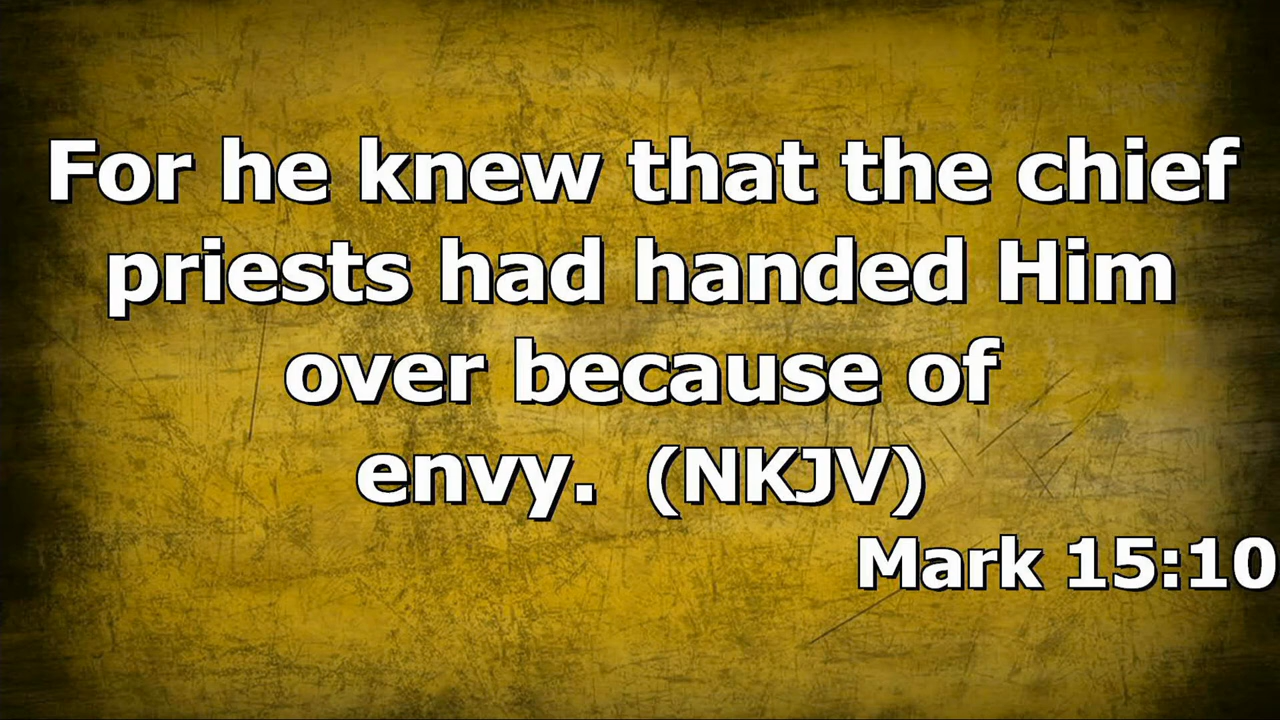 For he knew that the chief
priests had handed Him
over because of
envy. (NKJV)
Mark 15:10